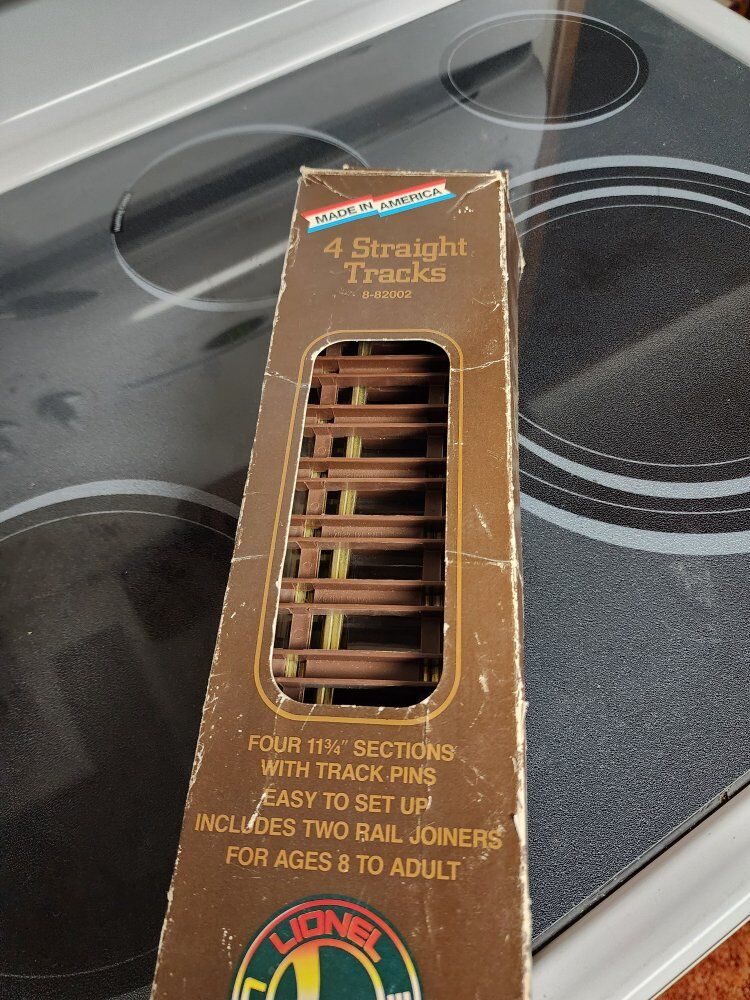 MADE IN AMERICA
4 Straight
Tracks
8-82002
FOUR 11¾" SECTIONS
WITH TRACK PINS
EASY TO SET UP
INCLUDES TWO RAIL JOINERS
FOR AGES 8 TO ADULT
LIONEL